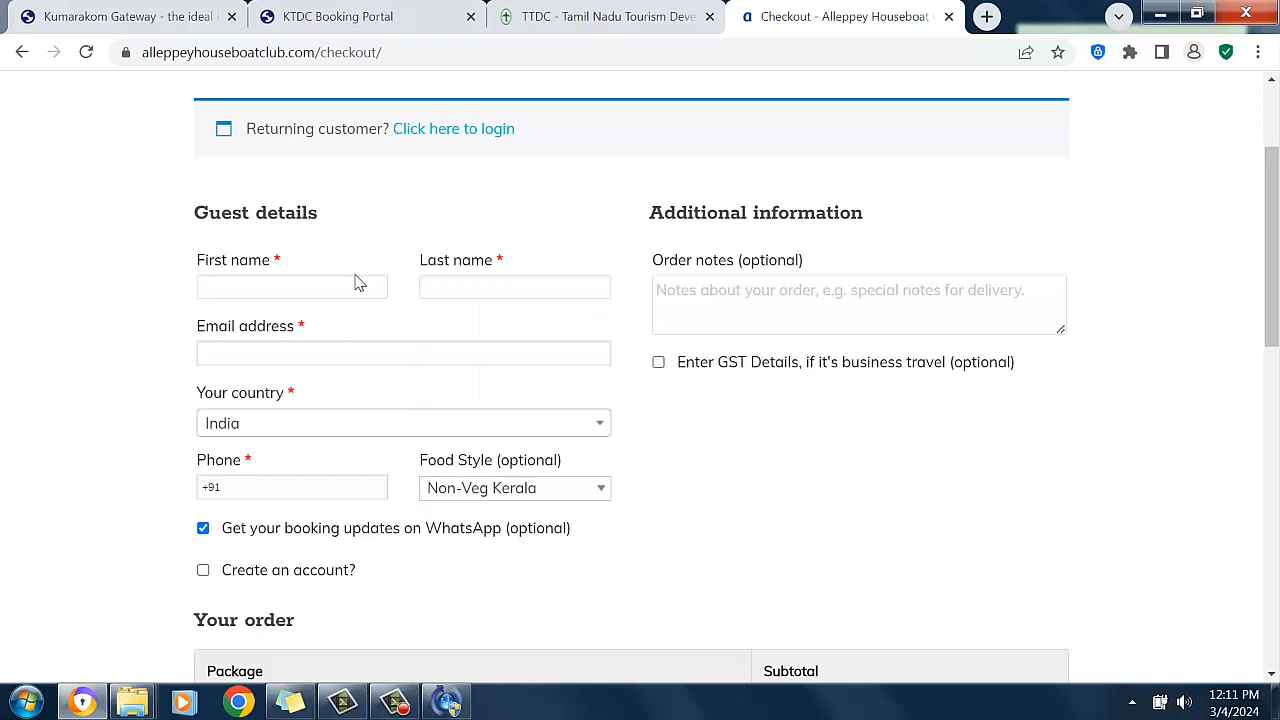 Kumarakom Gateway - the ideal
KTDC Booking Portal
TTDC - Tamil Nadu Tourism Deve
Checkout - Alleppey Houseboat
alleppeyhouseboatclub.com/checkout/
Returning customer? Click here to login
Guest details
Additional information
First name *
Last name *
Order notes (optional)
Notes about your order, e.g. special notes for delivery.
Email address *
Enter GST Details, if it's business travel (optional)
Your country *
India
Phone *
Food Style (optional)
+91
Non-Veg Kerala
Get your booking updates on WhatsApp (optional)
Create an account?
Your order
Package
Subtotal
12:11 PM
3/4/2024